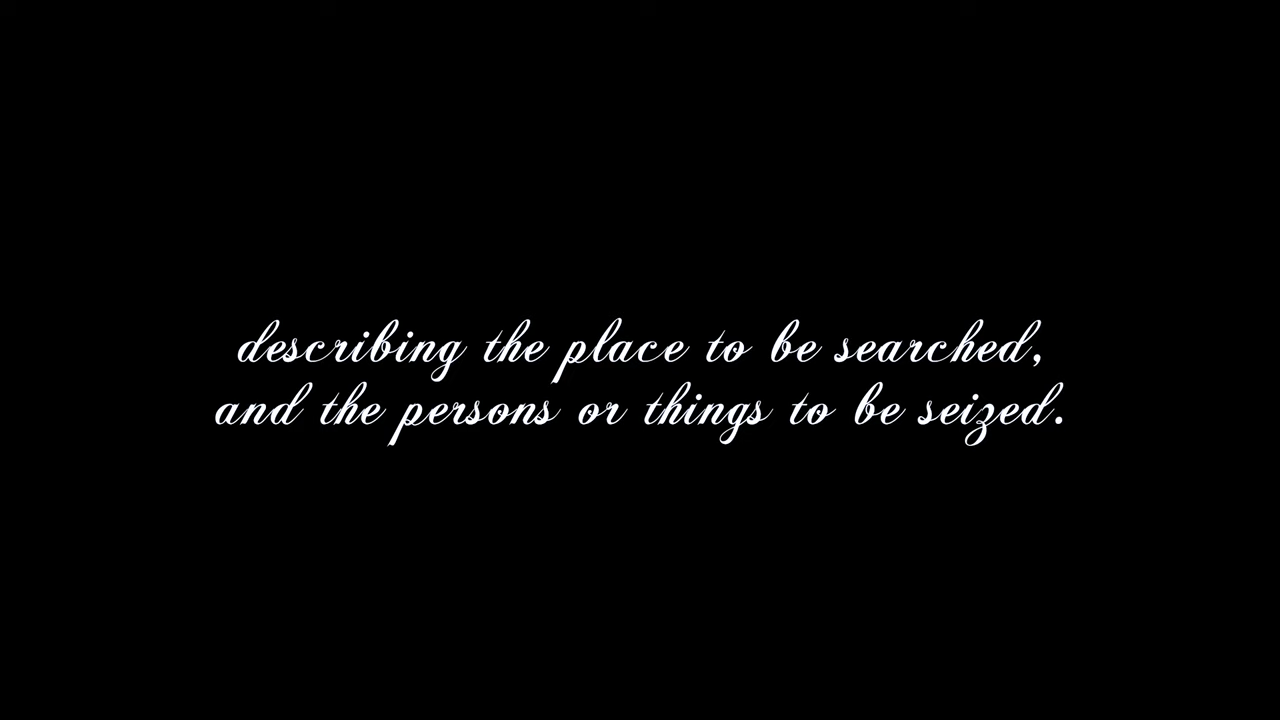 describing the place to be searched,
and the persons or things to be seized.